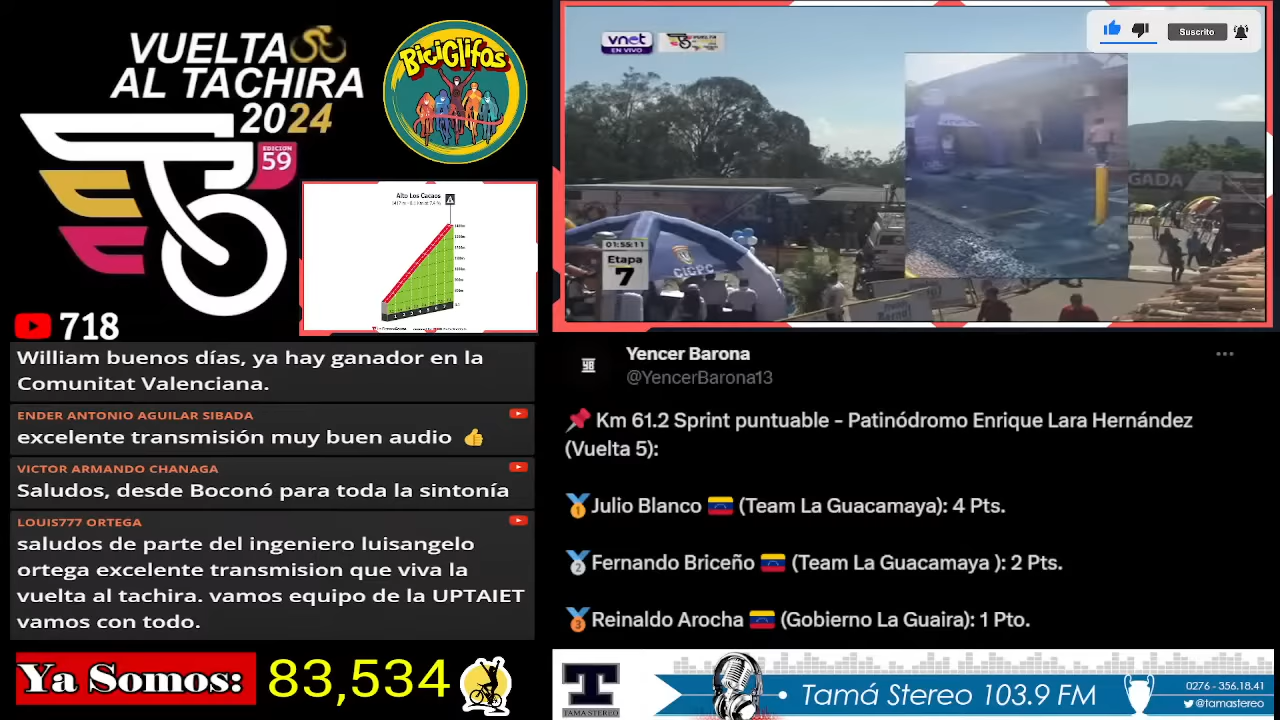 VUELTA
AL TACHIRA
2024
EDICION
59
BiCiGlifos
Alto Los Cacaos
718
William buenos días, ya hay ganador en la
Comunitat Valenciana.
ENDER ANTONIO AGUILAR SIBADA
excelente transmisión muy buen audio 👍
VICTOR ARMANDO CHANAGA
Saludos, desde Boconó para toda la sintonía
LOUIS777 ORTEGA
saludos de parte del ingeniero luisangelo
ortega excelente transmision que viva la
vuelta al tachira. vamos equipo de la UPTAIET
vamos con todo.
Ya Somos: 83,534
vnet
EN VIVO
Suscrito
01:55:11
Etapa
7
CICPC
GADA
Yencer Barona
@YencerBarona13
📌 Km 61.2 Sprint puntuable - Patinódromo Enrique Lara Hernández
(Vuelta 5):
🥇Julio Blanco 🇻🇪 (Team La Guacamaya): 4 Pts.
🥈Fernando Briceño 🇻🇪 (Team La Guacamaya ): 2 Pts.
🥉Reinaldo Arocha 🇻🇪 (Gobierno La Guaira): 1 Pto.
T
TAMA STEREO
Tamá Stereo 103.9 FM
0276 - 356.18.41
@tamastereo